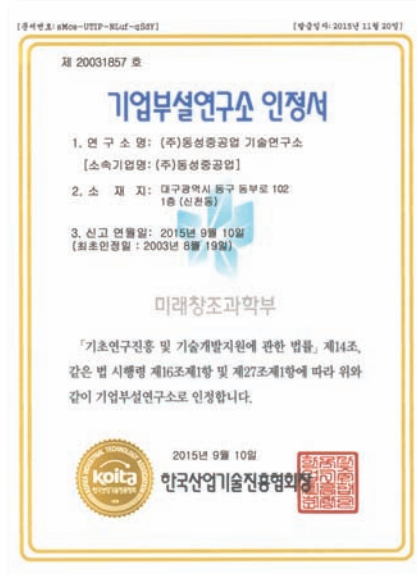 [문서번호: sMos-UTIP-NLuf-qSdY] [발급일자: 2015년 11월 20일]
제 20031857 호
기업부설연구소 인정서
1. 연 구 소 명: (주)동성중공업 기술연구소
[소속기업명: (주)동성중공업]
2. 소 재 지: 대구광역시 동구 동부로 102
1층 (신천동)
3. 신고 연월일: 2015년 9월 10일
(최초인정일 : 2003년 8월 19일)
미래창조과학부
「기초연구진흥 및 기술개발지원에 관한 법률」 제14조,
같은 법 시행령 제16조제1항 및 제27조제1항에 따라 위와
같이 기업부설연구소로 인정합니다.
2015년 9월 10일
koita
한국산업기술진흥협회장